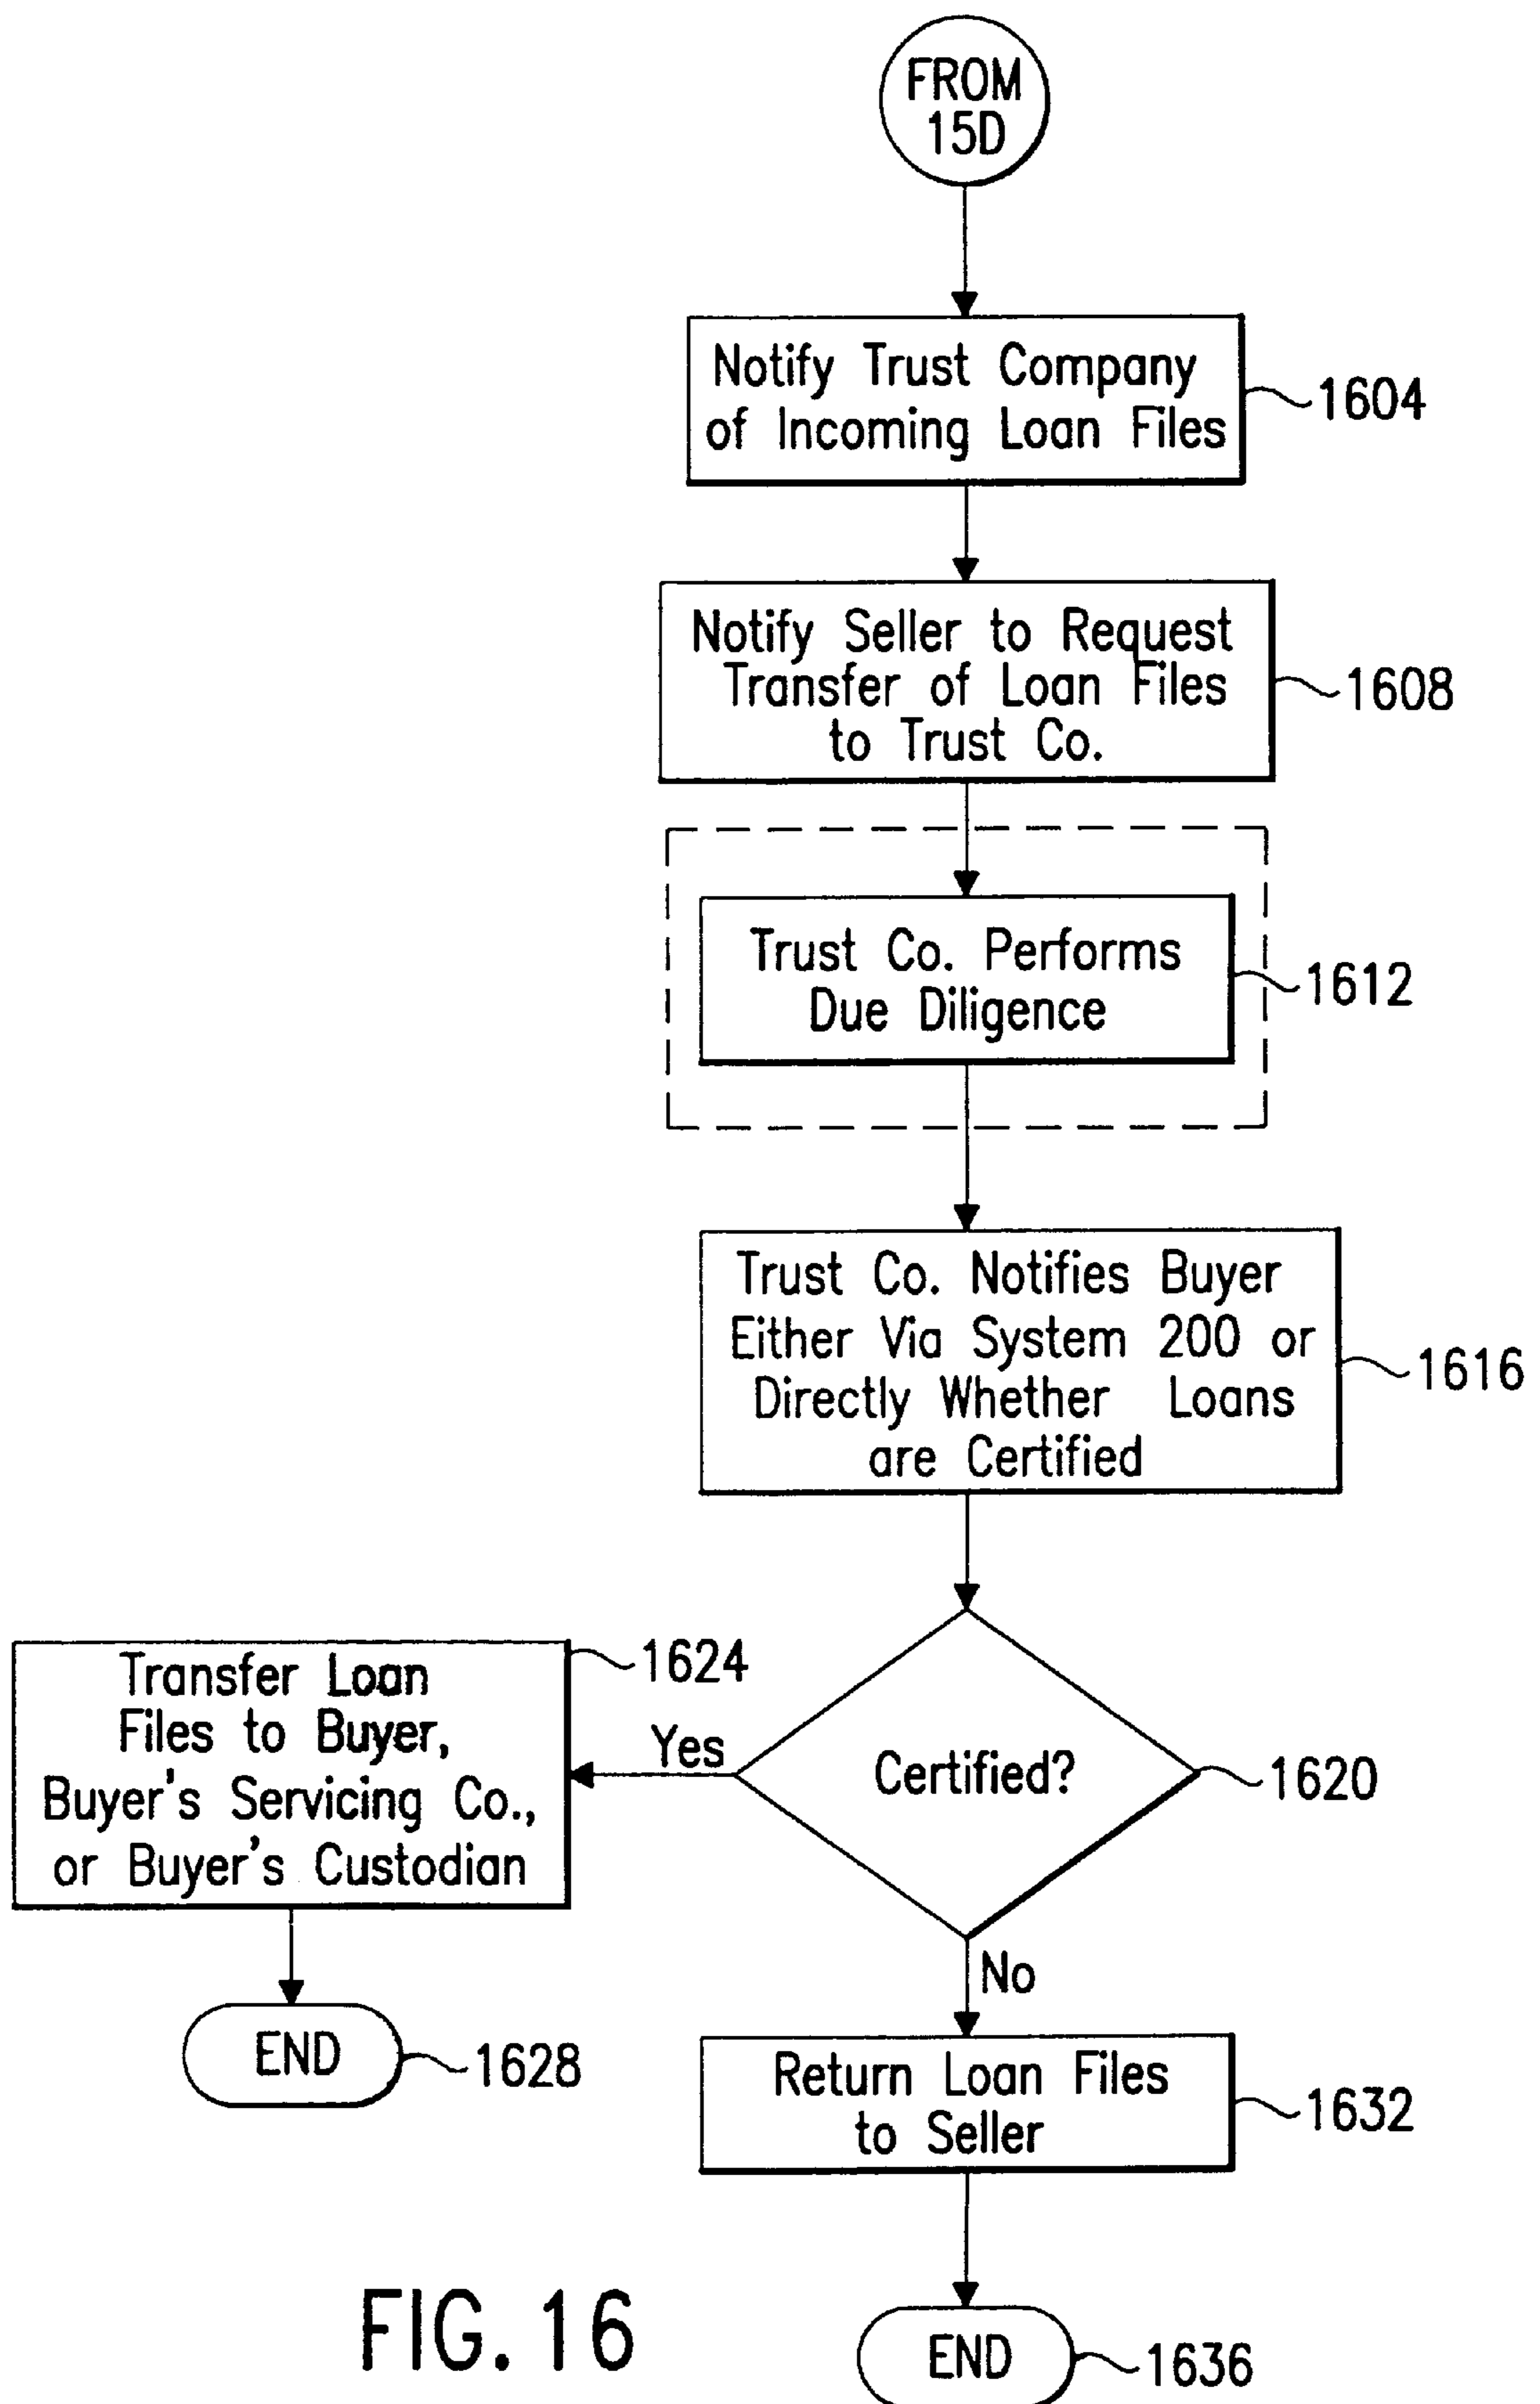 FROM
15D
Notify Trust Company
of Incoming Loan Files
1604
Notify Seller to Request
Transfer of Loan Files
to Trust Co.
1608
Trust Co. Performs
Due Diligence
1612
Trust Co. Notifies Buyer
Either Via System 200 or
Directly Whether Loans
are Certified
1616
Certified?
1620
Yes
Transfer Loan
Files to Buyer,
Buyer's Servicing Co.,
or Buyer's Custodian
1624
END
1628
No
Return Loan Files
to Seller
1632
END
1636
FIG. 16